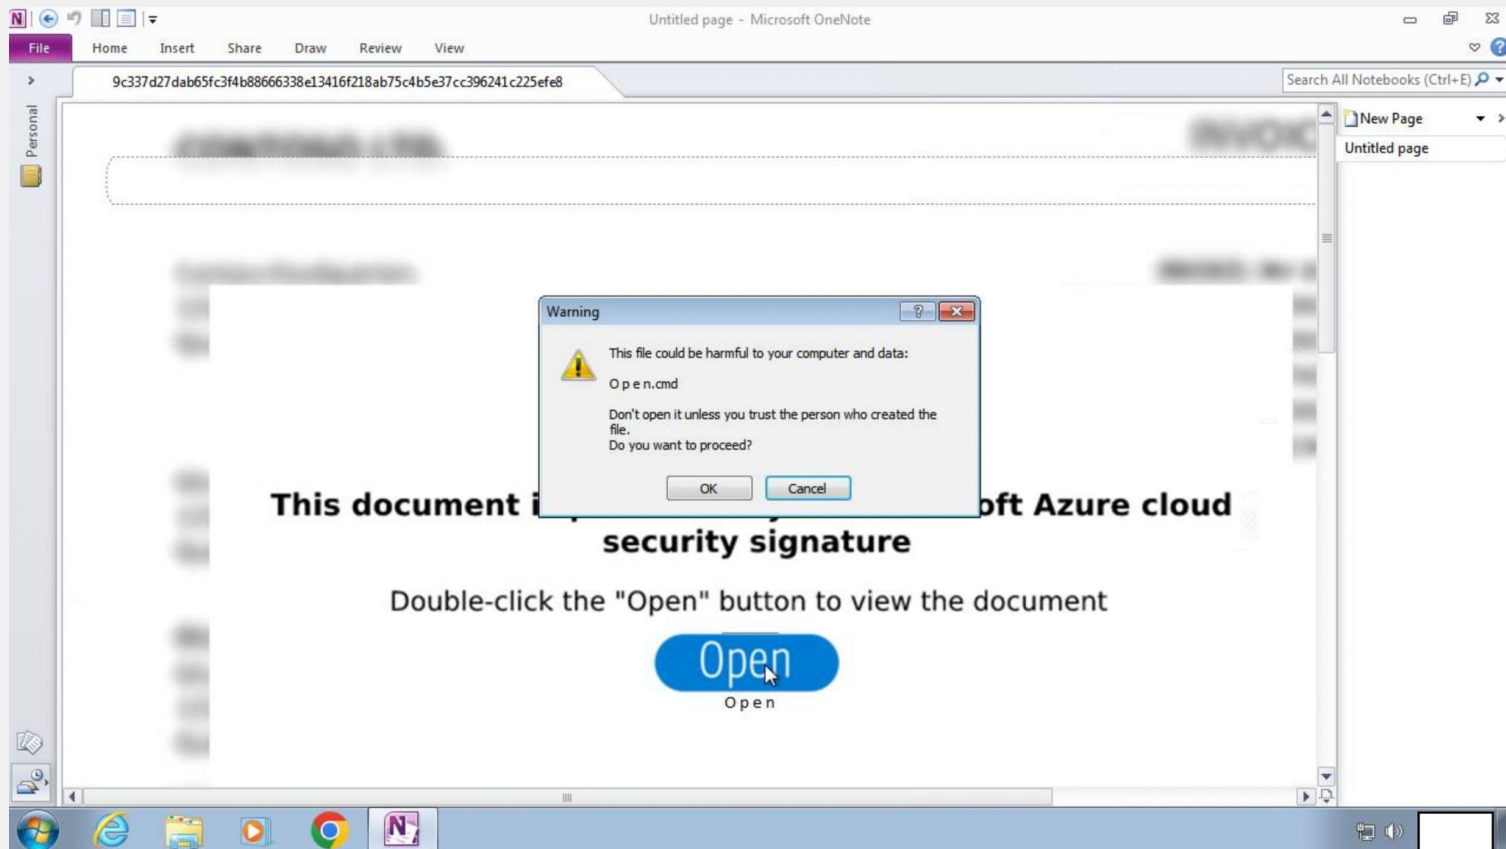 Untitled page - Microsoft OneNote
File Home Insert Share Draw Review View
9c337d27dab65fc3f4b88666338e13416f218ab75c4b5e37cc396241c225efe8
Search All Notebooks (Ctrl+E)
Personal
CONTOSO LTD.
INVOIC
New Page
Untitled page
Warning
This file could be harmful to your computer and data:
O p e n.cmd
Don't open it unless you trust the person who created the
file.
Do you want to proceed?
OK Cancel
This document i oft Azure cloud
security signature
Double-click the "Open" button to view the document
Open
O p e n